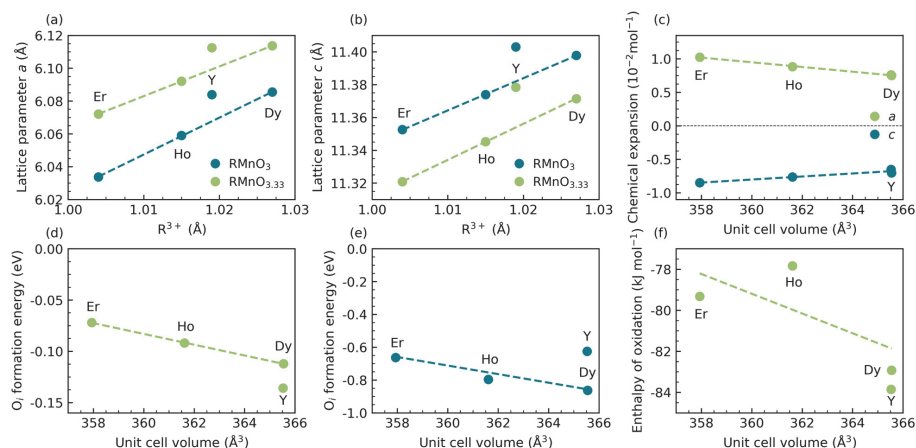 (a)
6.12
6.10
6.08
6.06
6.04
6.02
Lattice parameter a (Å)
Er
Ho
Y
Dy
RMnO₃
RMnO₃.₃₃
1.00
1.01
1.02
1.03
R³⁺ (Å)
(b)
11.40
11.38
11.36
11.34
11.32
Lattice parameter c (Å)
Er
Ho
Y
Dy
RMnO₃
RMnO₃.₃₃
1.00
1.01
1.02
1.03
R³⁺ (Å)
(c)
1.0
0.5
0.0
-0.5
-1.0
Chemical expansion (10⁻²mol⁻¹)
Er
Ho
Dy
a
c
Y
358
360
362
364
366
Unit cell volume (Å³)
(d)
0.00
-0.05
-0.10
-0.15
Oᵢ formation energy (eV)
Er
Ho
Dy
Y
358
360
362
364
366
Unit cell volume (Å³)
(e)
0.0
-0.2
-0.4
-0.6
-0.8
-1.0
Oᵢ formation energy (eV)
Er
Ho
Y
Dy
358
360
362
364
366
Unit cell volume (Å³)
(f)
-78
-80
-82
-84
Enthalpy of oxidation (kJ mol⁻¹)
Er
Ho
Dy
Y
358
360
362
364
366
Unit cell volume (Å³)